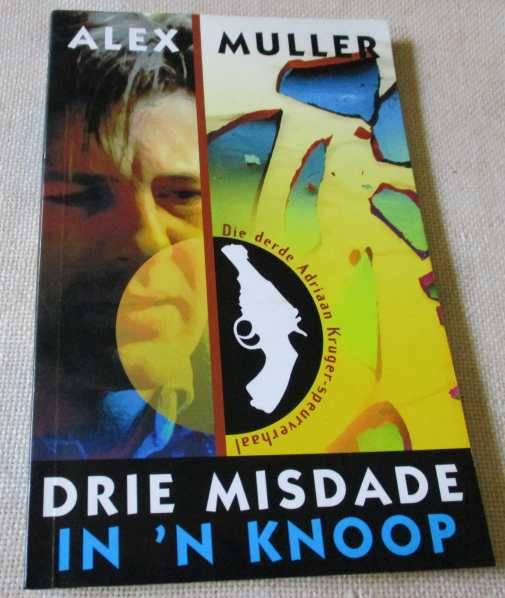 ALEX MULLER
Die derde Adriaan Kruger-speurverhaal
DRIE MISDADE
IN 'N KNOOP